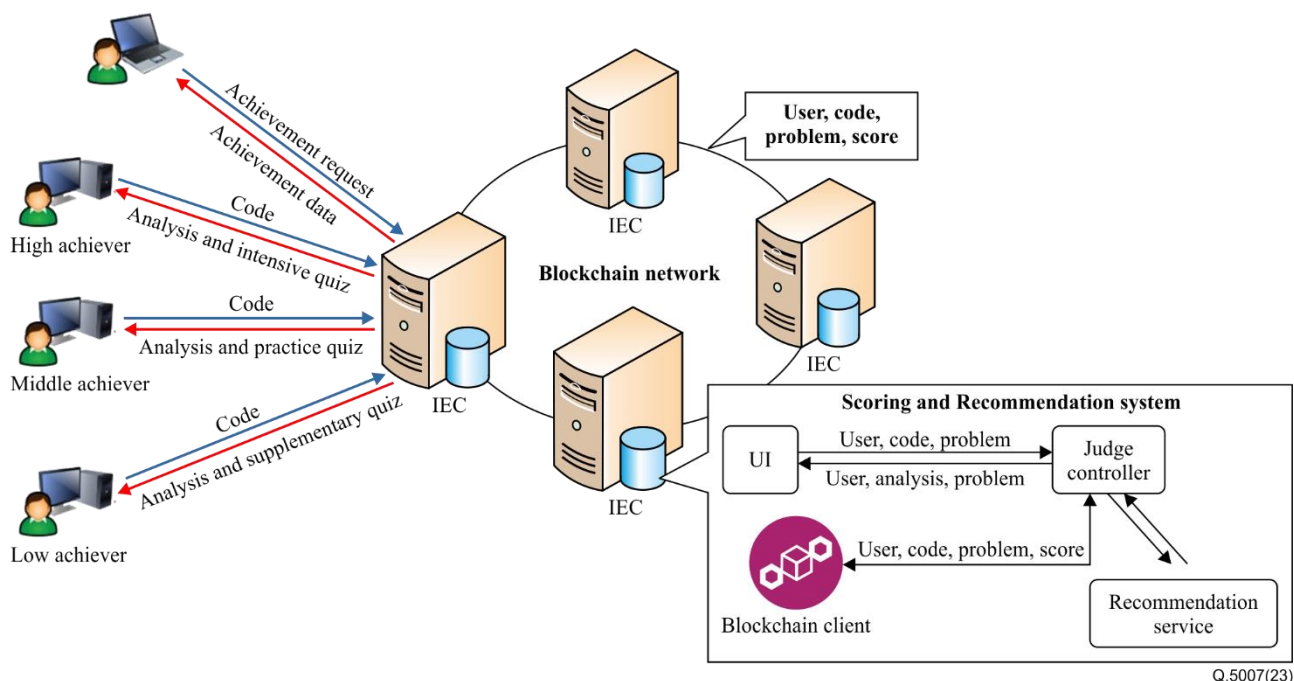 Achievement request
Achievement data
High achiever
Code
Analysis and intensive quiz
Middle achiever
Code
Analysis and practice quiz
Low achiever
Code
Analysis and supplementary quiz
IEC
IEC
User, code,
problem, score
Blockchain network
IEC
IEC
Scoring and Recommendation system
UI
User, code, problem
User, analysis, problem
Judge
controller
User, code, problem, score
Blockchain client
Recommendation
service
Q.5007(23)